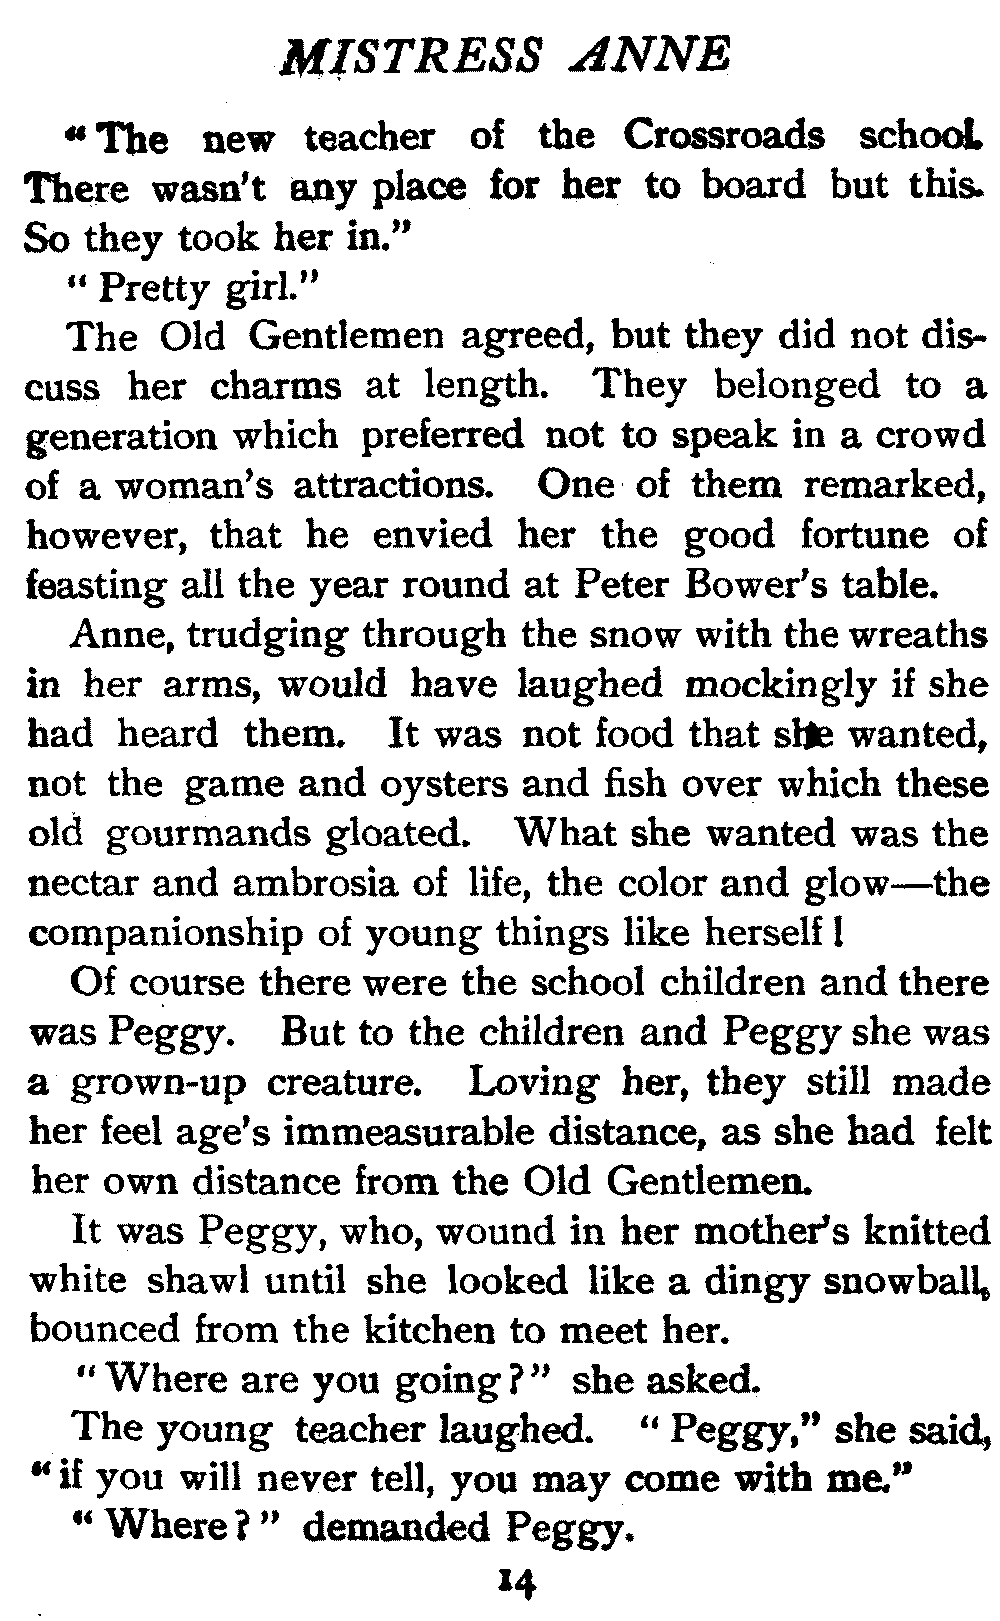 MISTRESS ANNE
“The new teacher of the Crossroads school.
There wasn't any place for her to board but this.
So they took her in.”
“Pretty girl.”
The Old Gentlemen agreed, but they did not dis-
cuss her charms at length. They belonged to a
generation which preferred not to speak in a crowd
of a woman's attractions. One of them remarked,
however, that he envied her the good fortune of
feasting all the year round at Peter Bower's table.
Anne, trudging through the snow with the wreaths
in her arms, would have laughed mockingly if she
had heard them. It was not food that she wanted,
not the game and oysters and fish over which these
old gourmands gloated. What she wanted was the
nectar and ambrosia of life, the color and glow—the
companionship of young things like herself!
Of course there were the school children and there
was Peggy. But to the children and Peggy she was
a grown-up creature. Loving her, they still made
her feel age's immeasurable distance, as she had felt
her own distance from the Old Gentlemen.
It was Peggy, who, wound in her mother's knitted
white shawl until she looked like a dingy snowball,
bounced from the kitchen to meet her.
“Where are you going?” she asked.
The young teacher laughed. “Peggy,” she said,
“if you will never tell, you may come with me.”
“Where?” demanded Peggy.
14